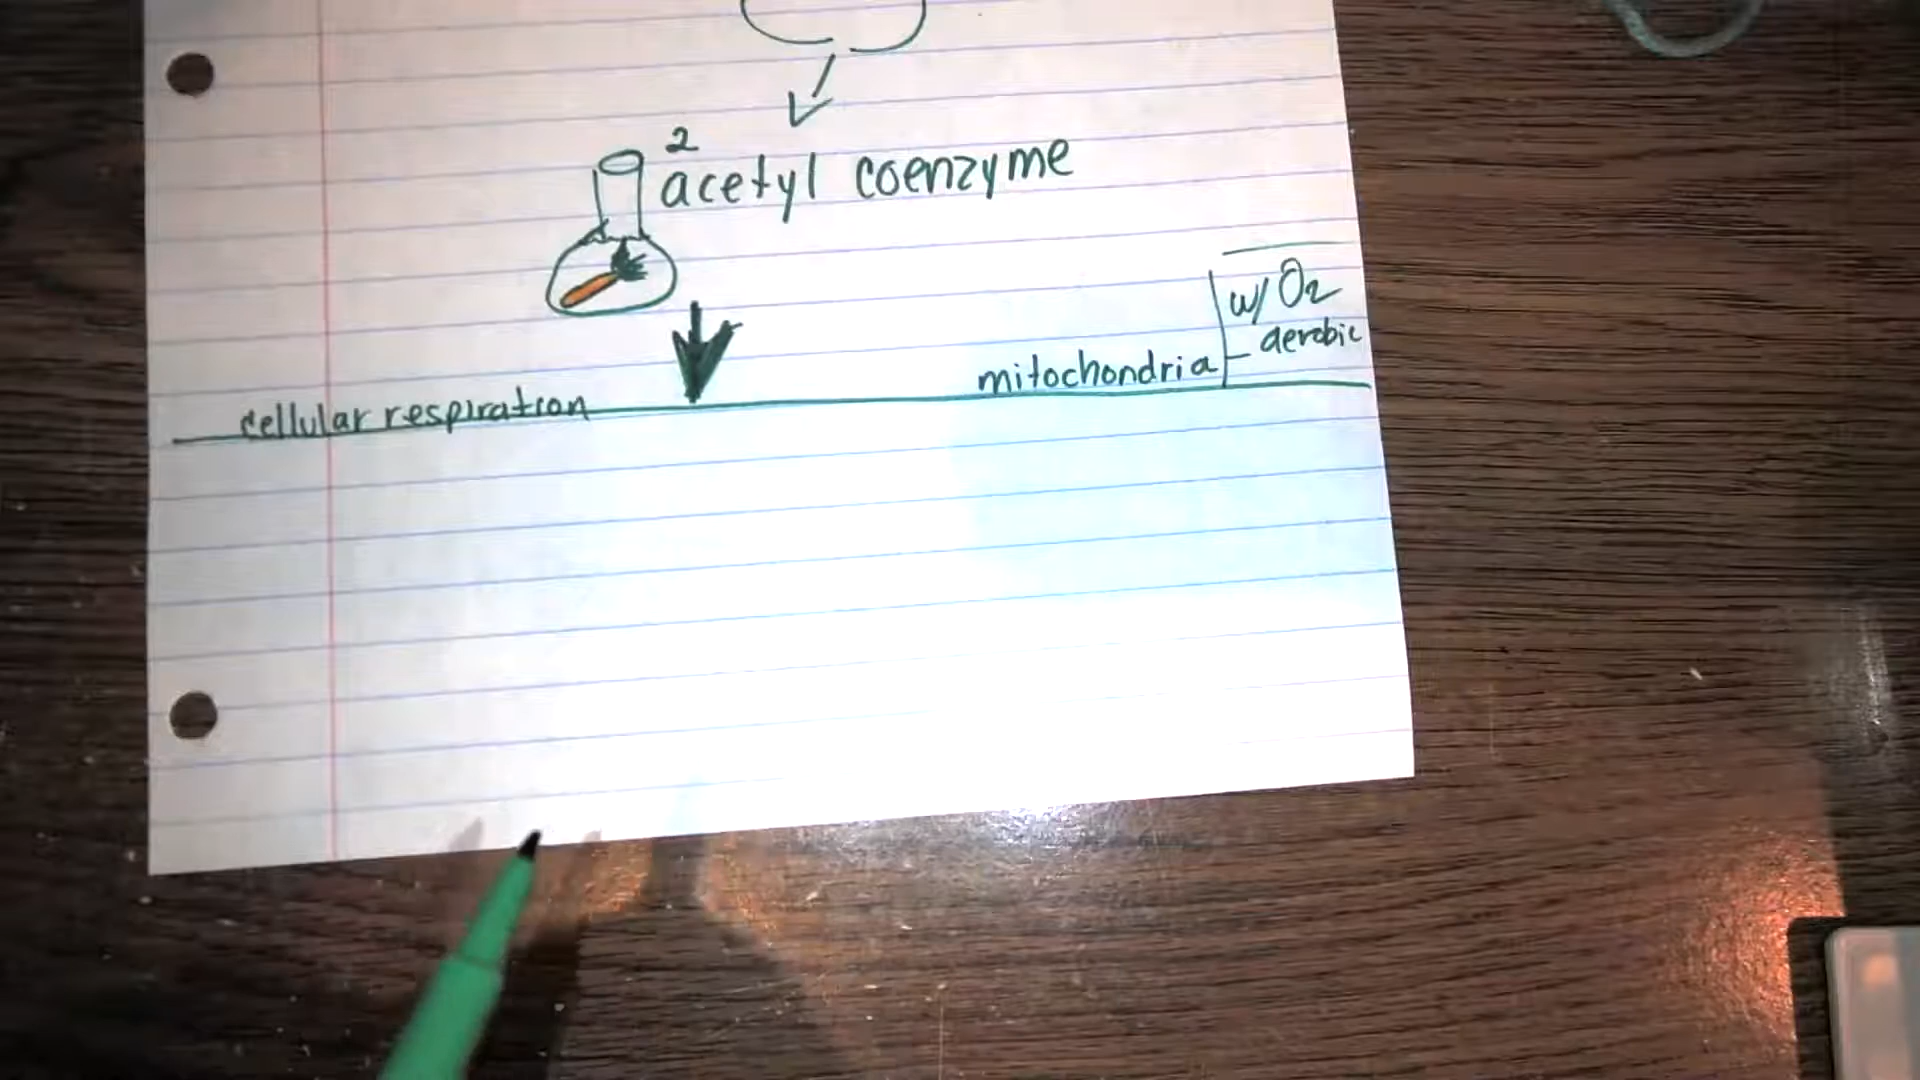 2
acetyl coenzyme
w/ O2
aerobic
mitochondria
cellular respiration